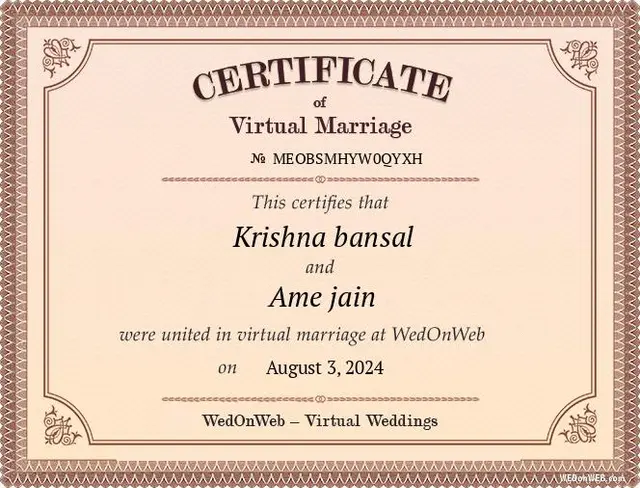 CERTIFICATE
of
Virtual Marriage
№ MEOBSMHYW0QYXH
This certifies that
Krishna bansal
and
Ame jain
were united in virtual marriage at WedOnWeb
on August 3, 2024
WedOnWeb – Virtual Weddings
WEDonWEB.com